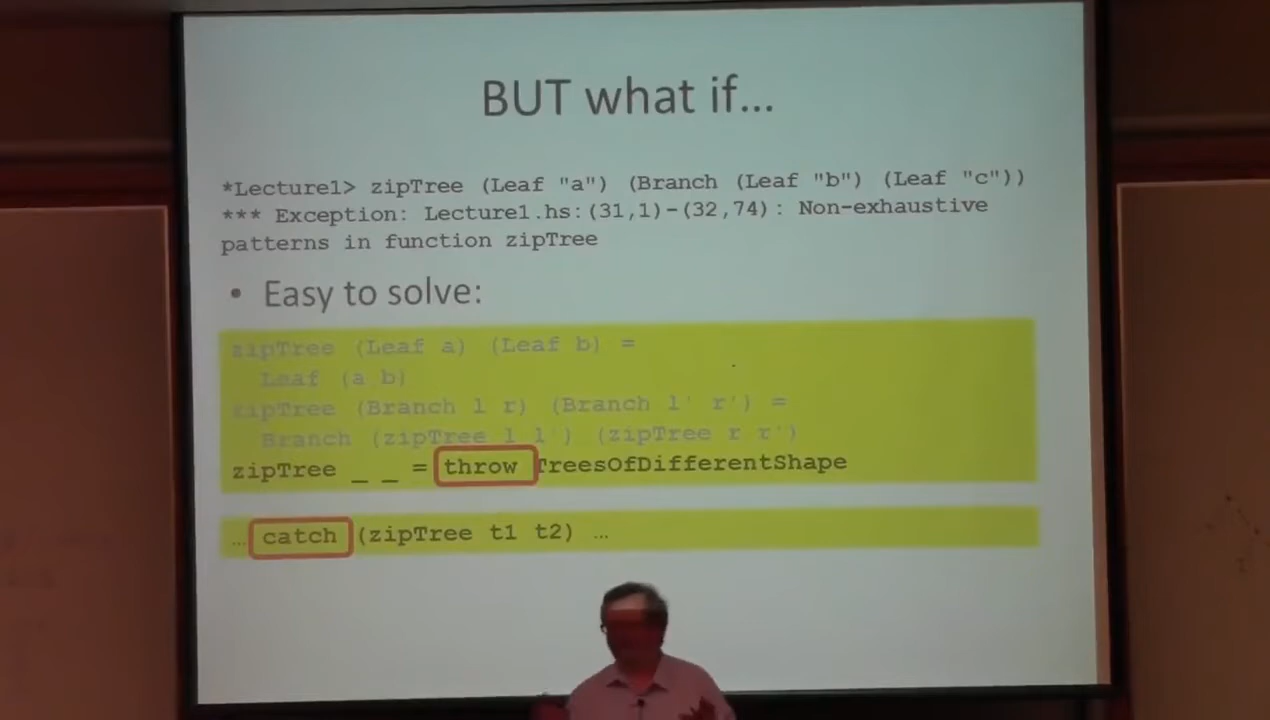 BUT what if...
*Lecture1> zipTree (Leaf "a") (Branch (Leaf "b") (Leaf "c"))
*** Exception: Lecture1.hs:(31,1)-(32,74): Non-exhaustive
patterns in function zipTree
• Easy to solve:
zipTree (Leaf a) (Leaf b) =
Leaf (a b)
zipTree (Branch l r) (Branch l' r') =
Branch (zipTree l l') (zipTree r r')
zipTree _ _ = throw TreesOfDifferentShape
... catch (zipTree t1 t2) ...